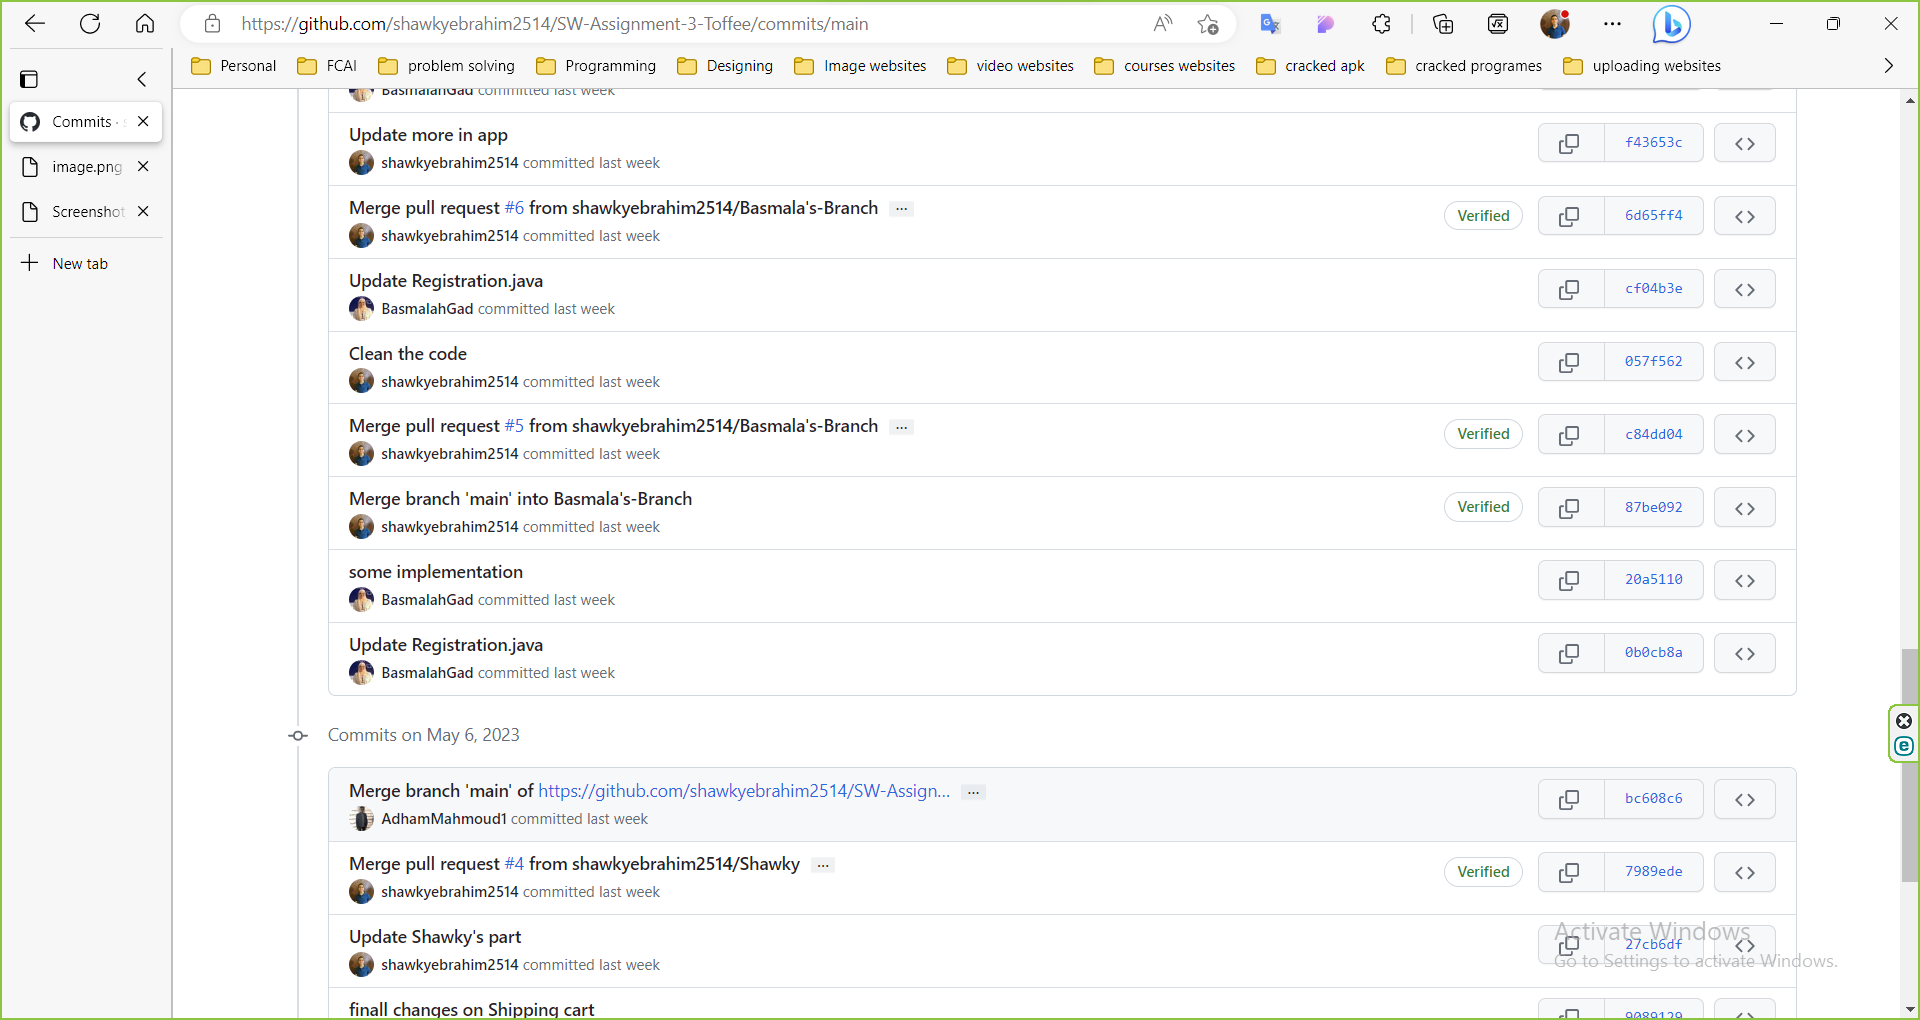 https://github.com/shawkyebrahim2514/SW-Assignment-3-Toffee/commits/main
Personal FCAI problem solving Programming Designing Image websites video websites courses websites cracked apk cracked programes uploading websites
Commits ·
image.png
Screenshot
New tab
BasmalahGad committed last week
Update more in app
shawkyebrahim2514 committed last week
f43653c
Merge pull request #6 from shawkyebrahim2514/Basmala's-Branch ...
shawkyebrahim2514 committed last week
Verified 6d65ff4
Update Registration.java
BasmalahGad committed last week
cf04b3e
Clean the code
shawkyebrahim2514 committed last week
057f562
Merge pull request #5 from shawkyebrahim2514/Basmala's-Branch ...
shawkyebrahim2514 committed last week
Verified c84dd04
Merge branch 'main' into Basmala's-Branch
shawkyebrahim2514 committed last week
Verified 87be092
some implementation
BasmalahGad committed last week
20a5110
Update Registration.java
BasmalahGad committed last week
0b0cb8a
Commits on May 6, 2023
Merge branch 'main' of https://github.com/shawkyebrahim2514/SW-Assign... ...
AdhamMahmoud1 committed last week
bc608c6
Merge pull request #4 from shawkyebrahim2514/Shawky ...
shawkyebrahim2514 committed last week
Verified 7989ede
Update Shawky's part
shawkyebrahim2514 committed last week
27cb6df
Activate Windows
Go to Settings to activate Windows.
finall changes on Shipping cart
9089129